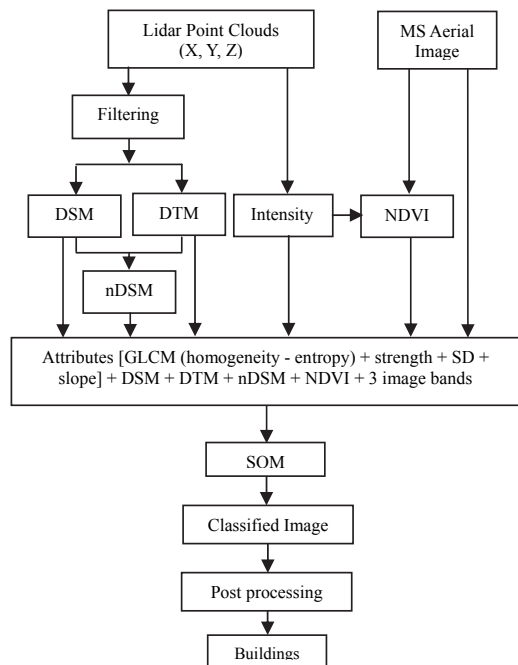 Lidar Point Clouds
(X, Y, Z)
MS Aerial
Image
Filtering
DSM
DTM
Intensity
NDVI
nDSM
Attributes [GLCM (homogeneity - entropy) + strength + SD +
slope] + DSM + DTM + nDSM + NDVI + 3 image bands
SOM
Classified Image
Post processing
Buildings